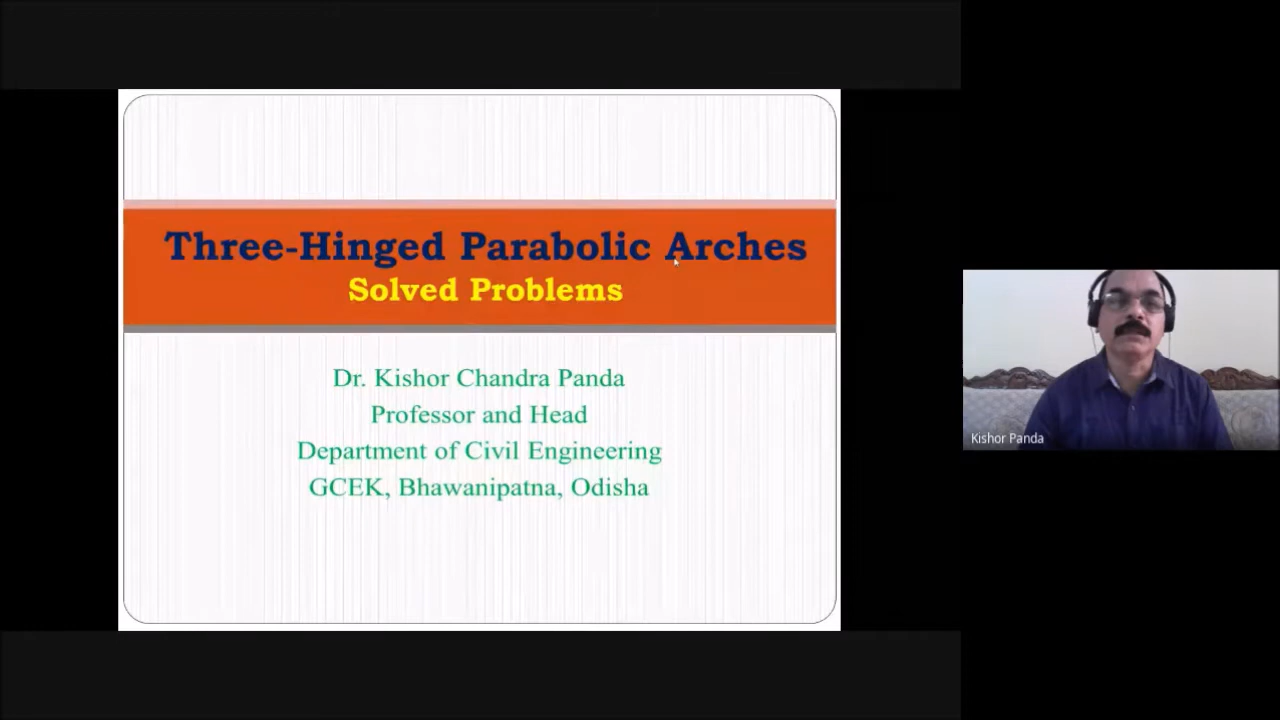 Three-Hinged Parabolic Arches
Solved Problems
Dr. Kishor Chandra Panda
Professor and Head
Department of Civil Engineering
GCEK, Bhawanipatna, Odisha
Kishor Panda